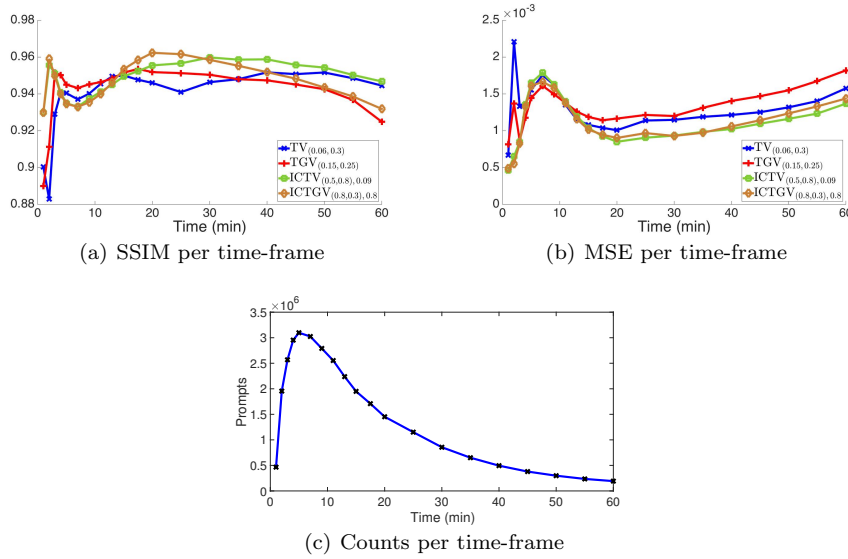 0.98
0.96
0.94
0.92
0.9
0.88
0 10 20 30 40 50 60
Time (min)
TV(0.06,0.3)
TGV(0.15,0.25)
ICTV(0.5,0.8),0.09
ICTGV(0.8,0.3),0.8
(a) SSIM per time-frame
×10-3
2.5
2
1.5
1
0.5
0
0 10 20 30 40 50 60
Time (min)
TV(0.06,0.3)
TGV(0.15,0.25)
ICTV(0.5,0.8),0.09
ICTGV(0.8,0.3),0.8
(b) MSE per time-frame
×106
3.5
3
2.5
2
1.5
1
0.5
0
Prompts
0 10 20 30 40 50 60
Time (min)
(c) Counts per time-frame